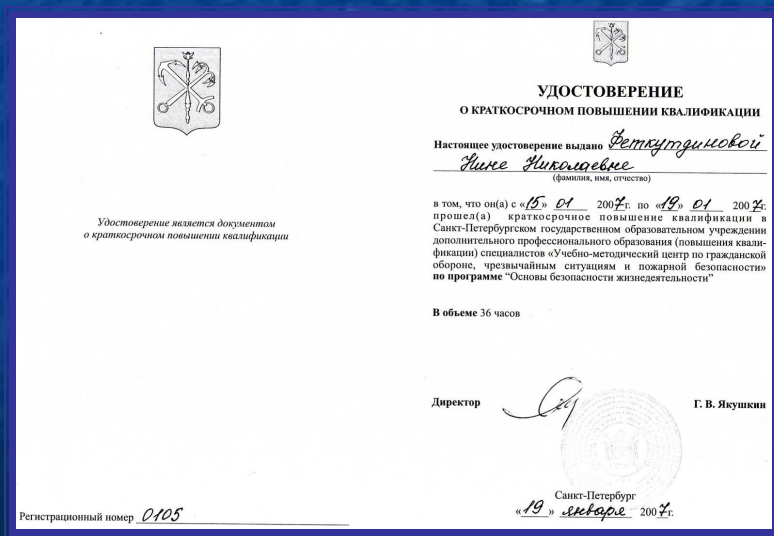 Удостоверение является документом
о краткосрочном повышении квалификации
Регистрационный номер 0105
УДОСТОВЕРЕНИЕ
О КРАТКОСРОЧНОМ ПОВЫШЕНИИ КВАЛИФИКАЦИИ
Настоящее удостоверение выдано Феткутдиновой
Нине Николаевне
(фамилия, имя, отчество)
в том, что он(а) с «15» 01 2007г. по «19» 01 2007г.
прошел(а) краткосрочное повышение квалификации в
Санкт-Петербургском государственном образовательном учреждении
дополнительного профессионального образования (повышения квали-
фикации) специалистов «Учебно-методический центр по гражданской
обороне, чрезвычайным ситуациям и пожарной безопасности»
по программе “Основы безопасности жизнедеятельности”
В объеме 36 часов
Директор Г. В. Якушкин
Санкт-Петербург
«19» января 2007г.